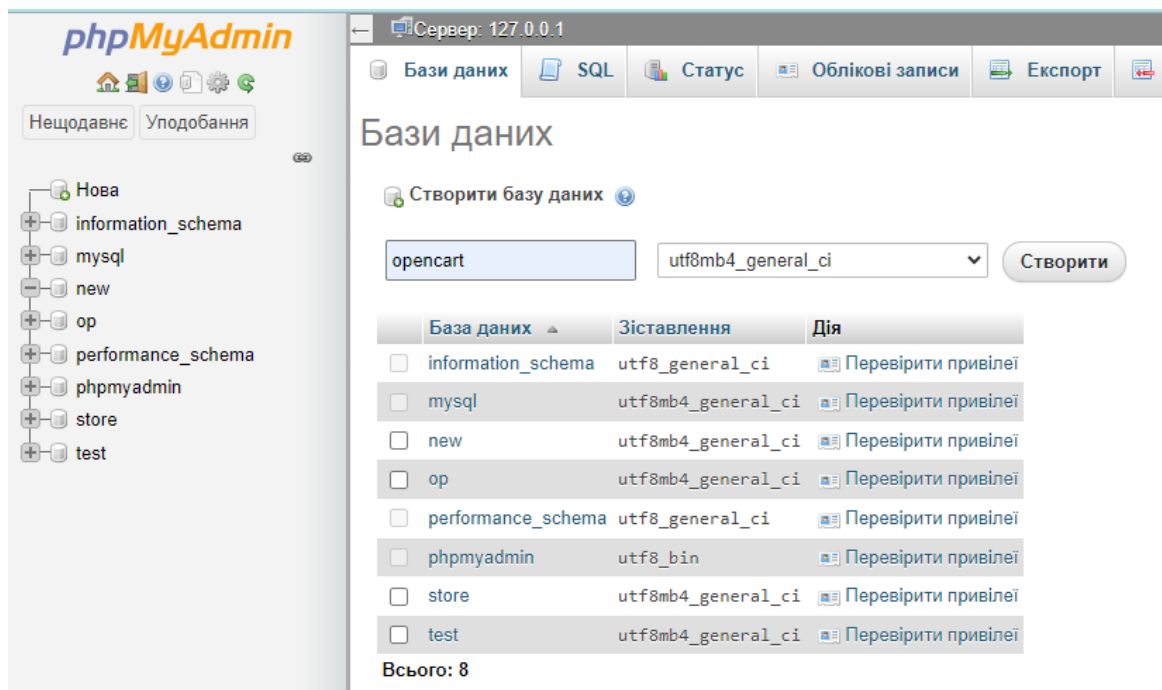 phpMyAdmin
Нещодавнє Уподобання
Нова
information_schema
mysql
new
op
performance_schema
phpmyadmin
store
test
← Сервер: 127.0.0.1
Бази даних SQL Статус Облікові записи Експорт
Бази даних
Створити базу даних
opencart utf8mb4_general_ci Створити
База даних Зіставлення Дія
information_schema utf8_general_ci Перевірити привілеї
mysql utf8mb4_general_ci Перевірити привілеї
new utf8mb4_general_ci Перевірити привілеї
op utf8mb4_general_ci Перевірити привілеї
performance_schema utf8_general_ci Перевірити привілеї
phpmyadmin utf8_bin Перевірити привілеї
store utf8mb4_general_ci Перевірити привілеї
test utf8mb4_general_ci Перевірити привілеї
Всього: 8